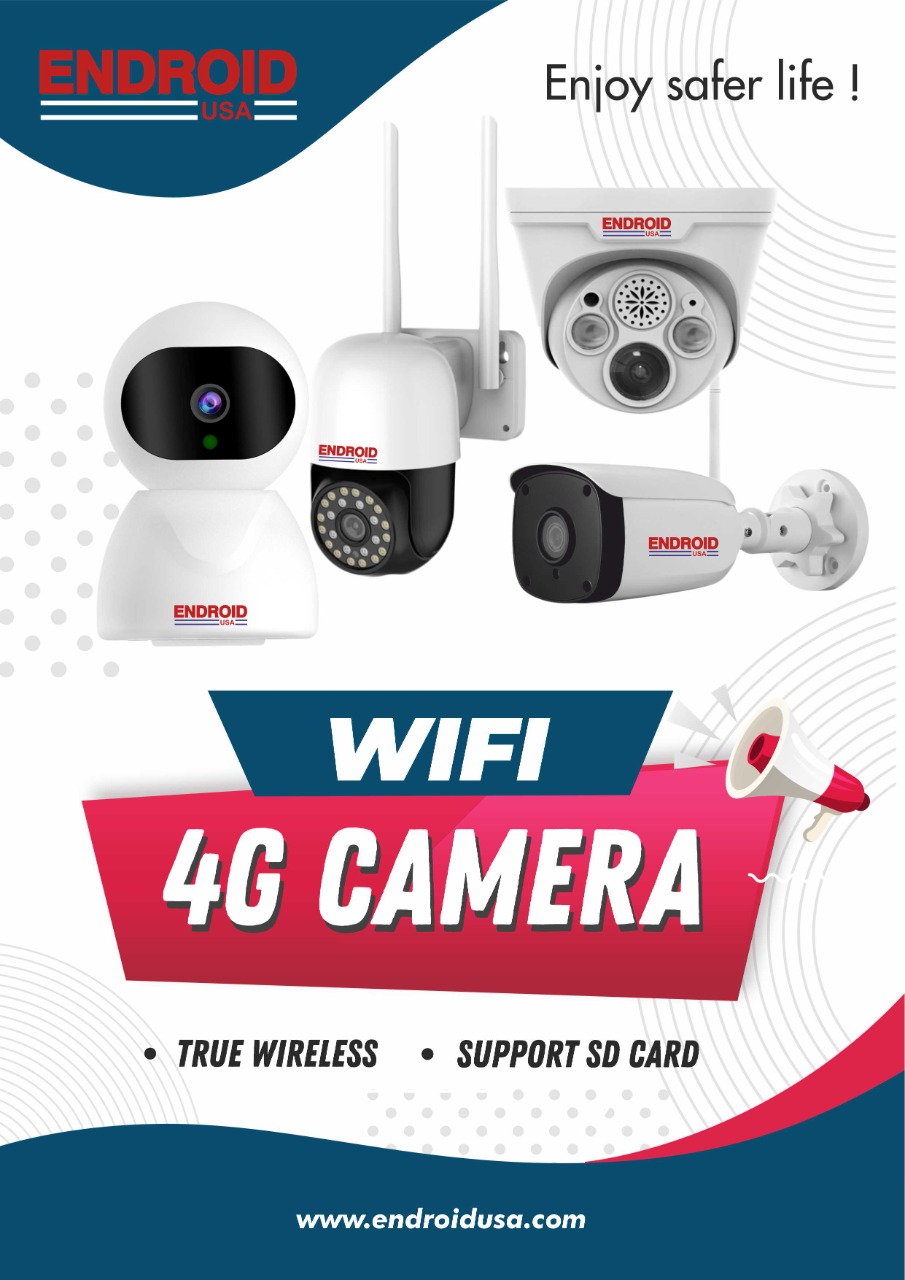 ENDROID
USA
Enjoy safer life !
ENDROID
USA
ENDROID
USA
ENDROID
USA
ENDROID
USA
WIFI
4G CAMERA
• TRUE WIRELESS • SUPPORT SD CARD
www.endroidusa.com